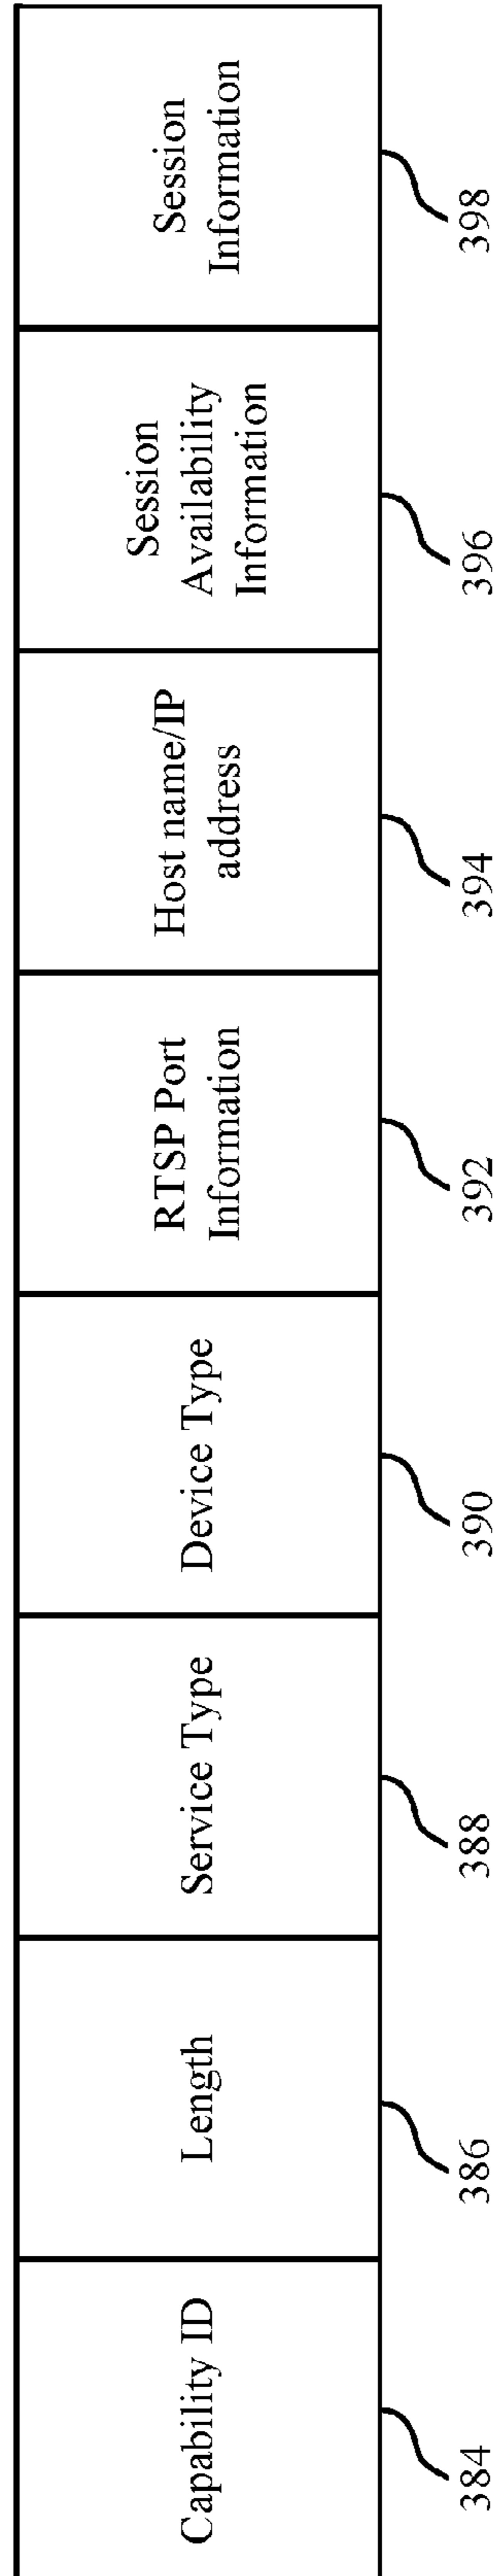 Capability ID
Length
Service Type
Device Type
RTSP Port
Information
Host name/IP
address
Session
Availability
Information
Session
Information
384
386
388
390
392
394
396
398